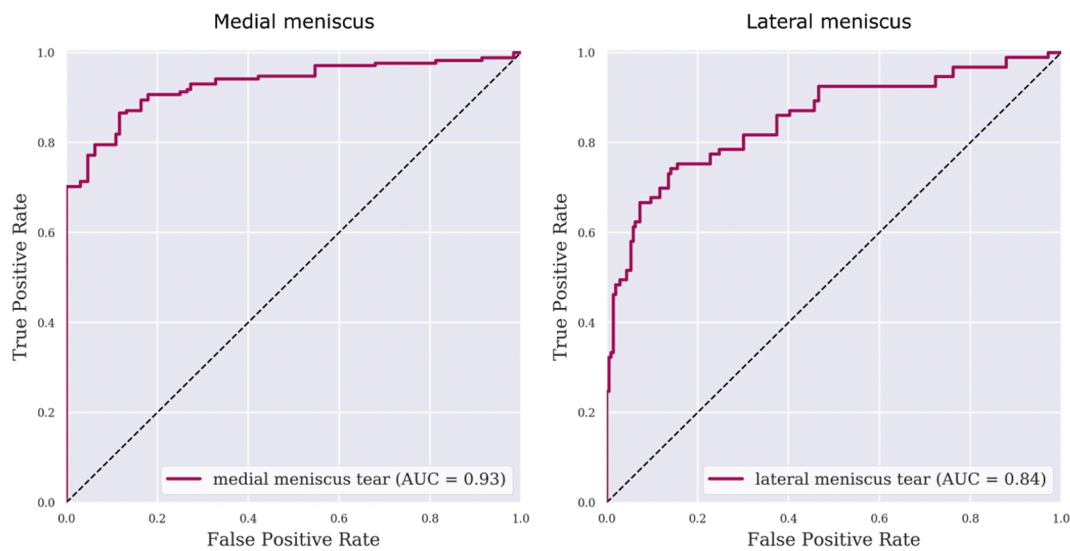 Medial meniscus
1.0
0.8
0.6
0.4
0.2
0.0
True Positive Rate
medial meniscus tear (AUC = 0.93)
0.0 0.2 0.4 0.6 0.8 1.0
False Positive Rate
Lateral meniscus
1.0
0.8
0.6
0.4
0.2
0.0
True Positive Rate
lateral meniscus tear (AUC = 0.84)
0.0 0.2 0.4 0.6 0.8 1.0
False Positive Rate